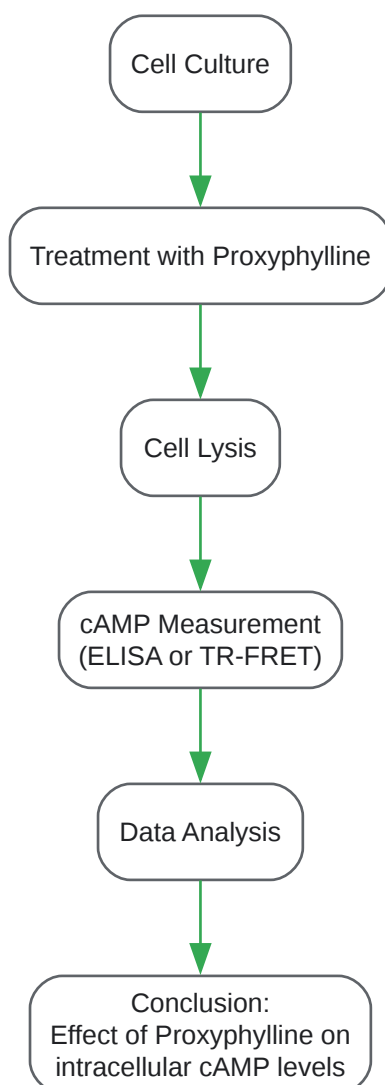 Cell Culture
Treatment with Proxyphylline
Cell Lysis
cAMP Measurement
(ELISA or TR-FRET)
Data Analysis
Conclusion:
Effect of Proxyphylline on
intracellular cAMP levels